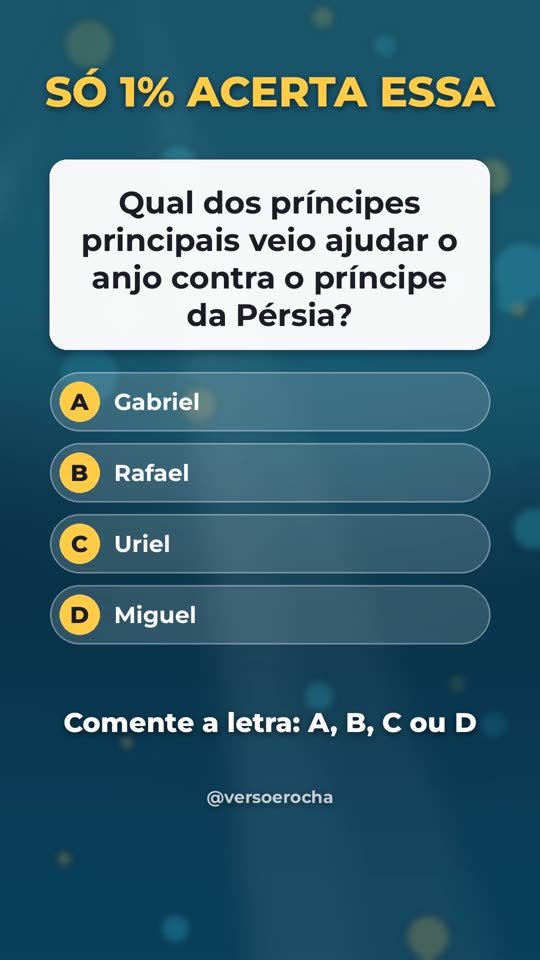 SÓ 1% ACERTA ESSA
Qual dos príncipes
principais veio ajudar o
anjo contra o príncipe
da Pérsia?
A Gabriel
B Rafael
C Uriel
D Miguel
Comente a letra: A, B, C ou D
@versoerocha